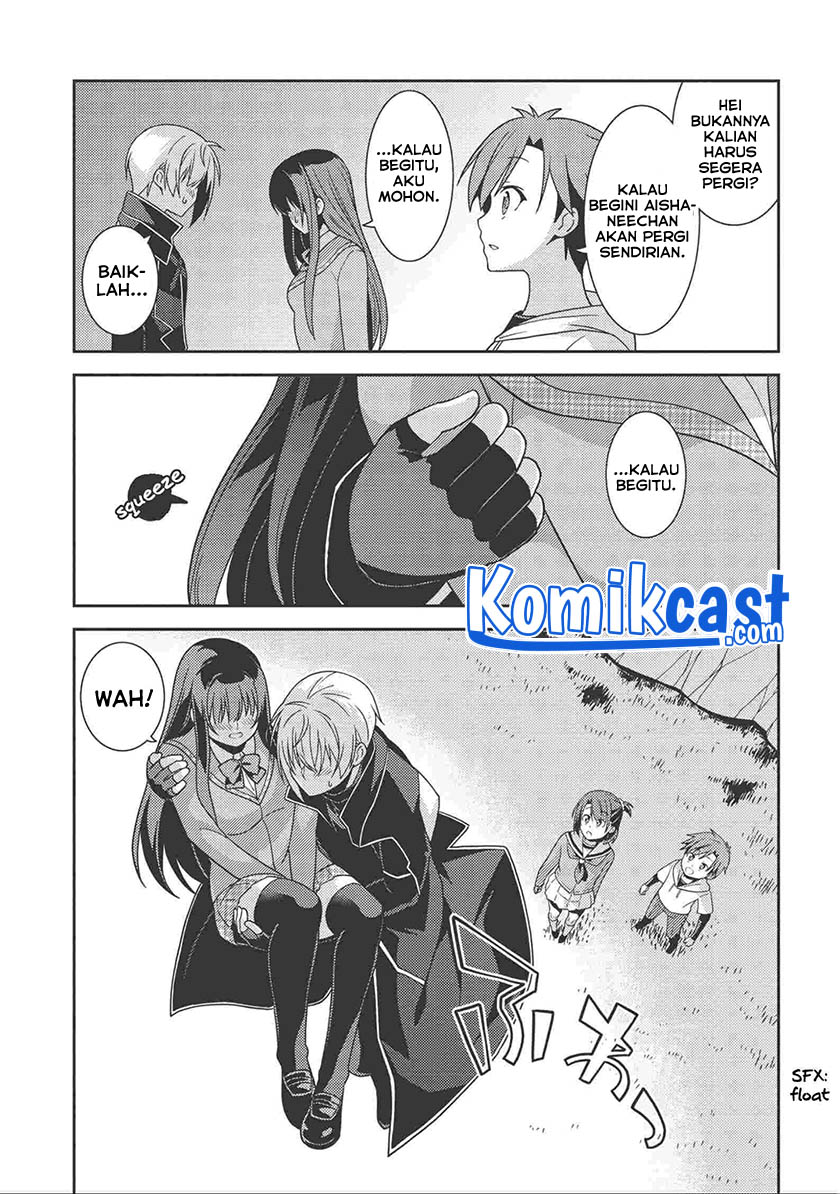 HEI
BUKANNYA
KALIAN
HARUS
SEGERA
PERGI?
KALAU
BEGINI AISHA-
NEECHAN
AKAN PERGI
SENDIRIAN.
...KALAU
BEGITU,
AKU
MOHON.
BAIK-
LAH...
...KALAU
BEGITU.
squeeze
Komikcast
.com
WAH!
ふわっ
SFX:
float